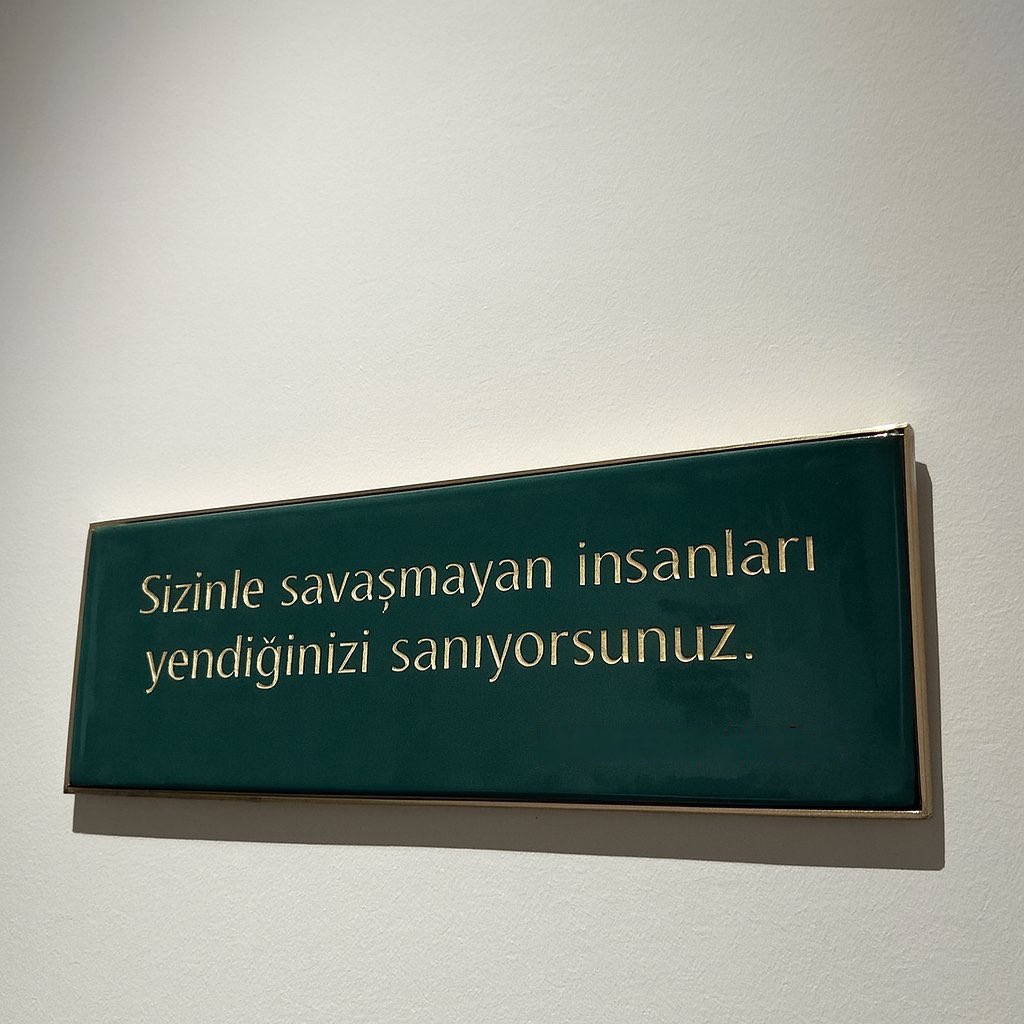 Sizinle savaşmayan insanları
yendiğinizi sanıyorsunuz.